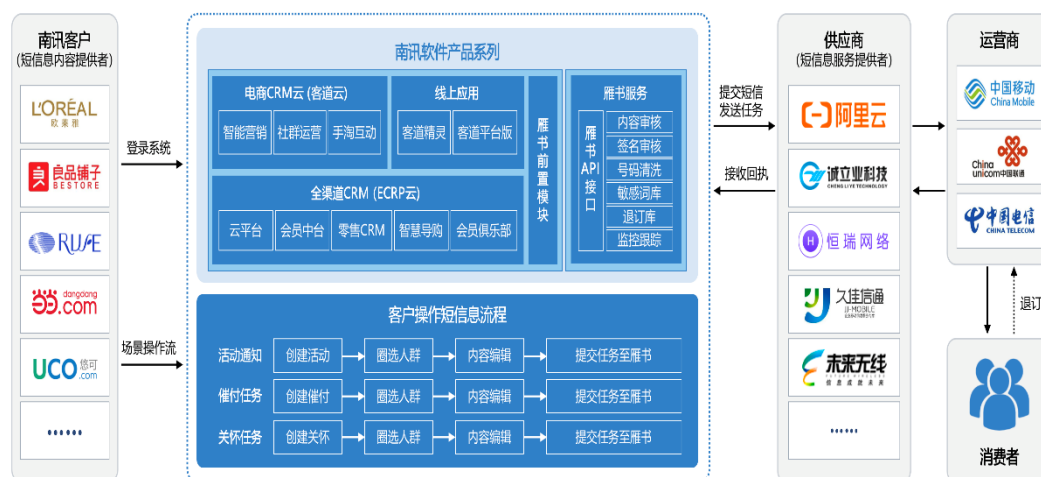 南讯客户
(短信息内容提供者)
L'ORÉAL
欧莱雅
良品铺子
BESTORE
dangdang
当当.com
UCO 悠可
.com
……
登录系统
场景操作流
南讯软件产品系列
电商CRM云 (客道云)
智能营销 社群运营 手淘互动
线上应用
客道精灵 客道平台版
全渠道CRM (ECRP云)
云平台 会员中台 零售CRM 智慧导购 会员俱乐部
雁书前置模块
雁书服务
雁书API接口
内容审核
签名审核
号码清洗
敏感词库
退订库
监控跟踪
客户操作短信息流程
活动通知 创建活动 圈选人群 内容编辑 提交任务至雁书
催付任务 创建催付 圈选人群 内容编辑 提交任务至雁书
关怀任务 创建关怀 圈选人群 内容编辑 提交任务至雁书
提交短信
发送任务
接收回执
供应商
(短信息服务提供者)
阿里云
诚立业科技
CHENG LIYE TECHNOLOGY
H 恒瑞网络
久佳信通
JJ-MOBILE
未来无线
信息成就未来
……
运营商
中国移动
China Mobile
China
unicom中国联通
中国电信
CHINA TELECOM
退订
消费者